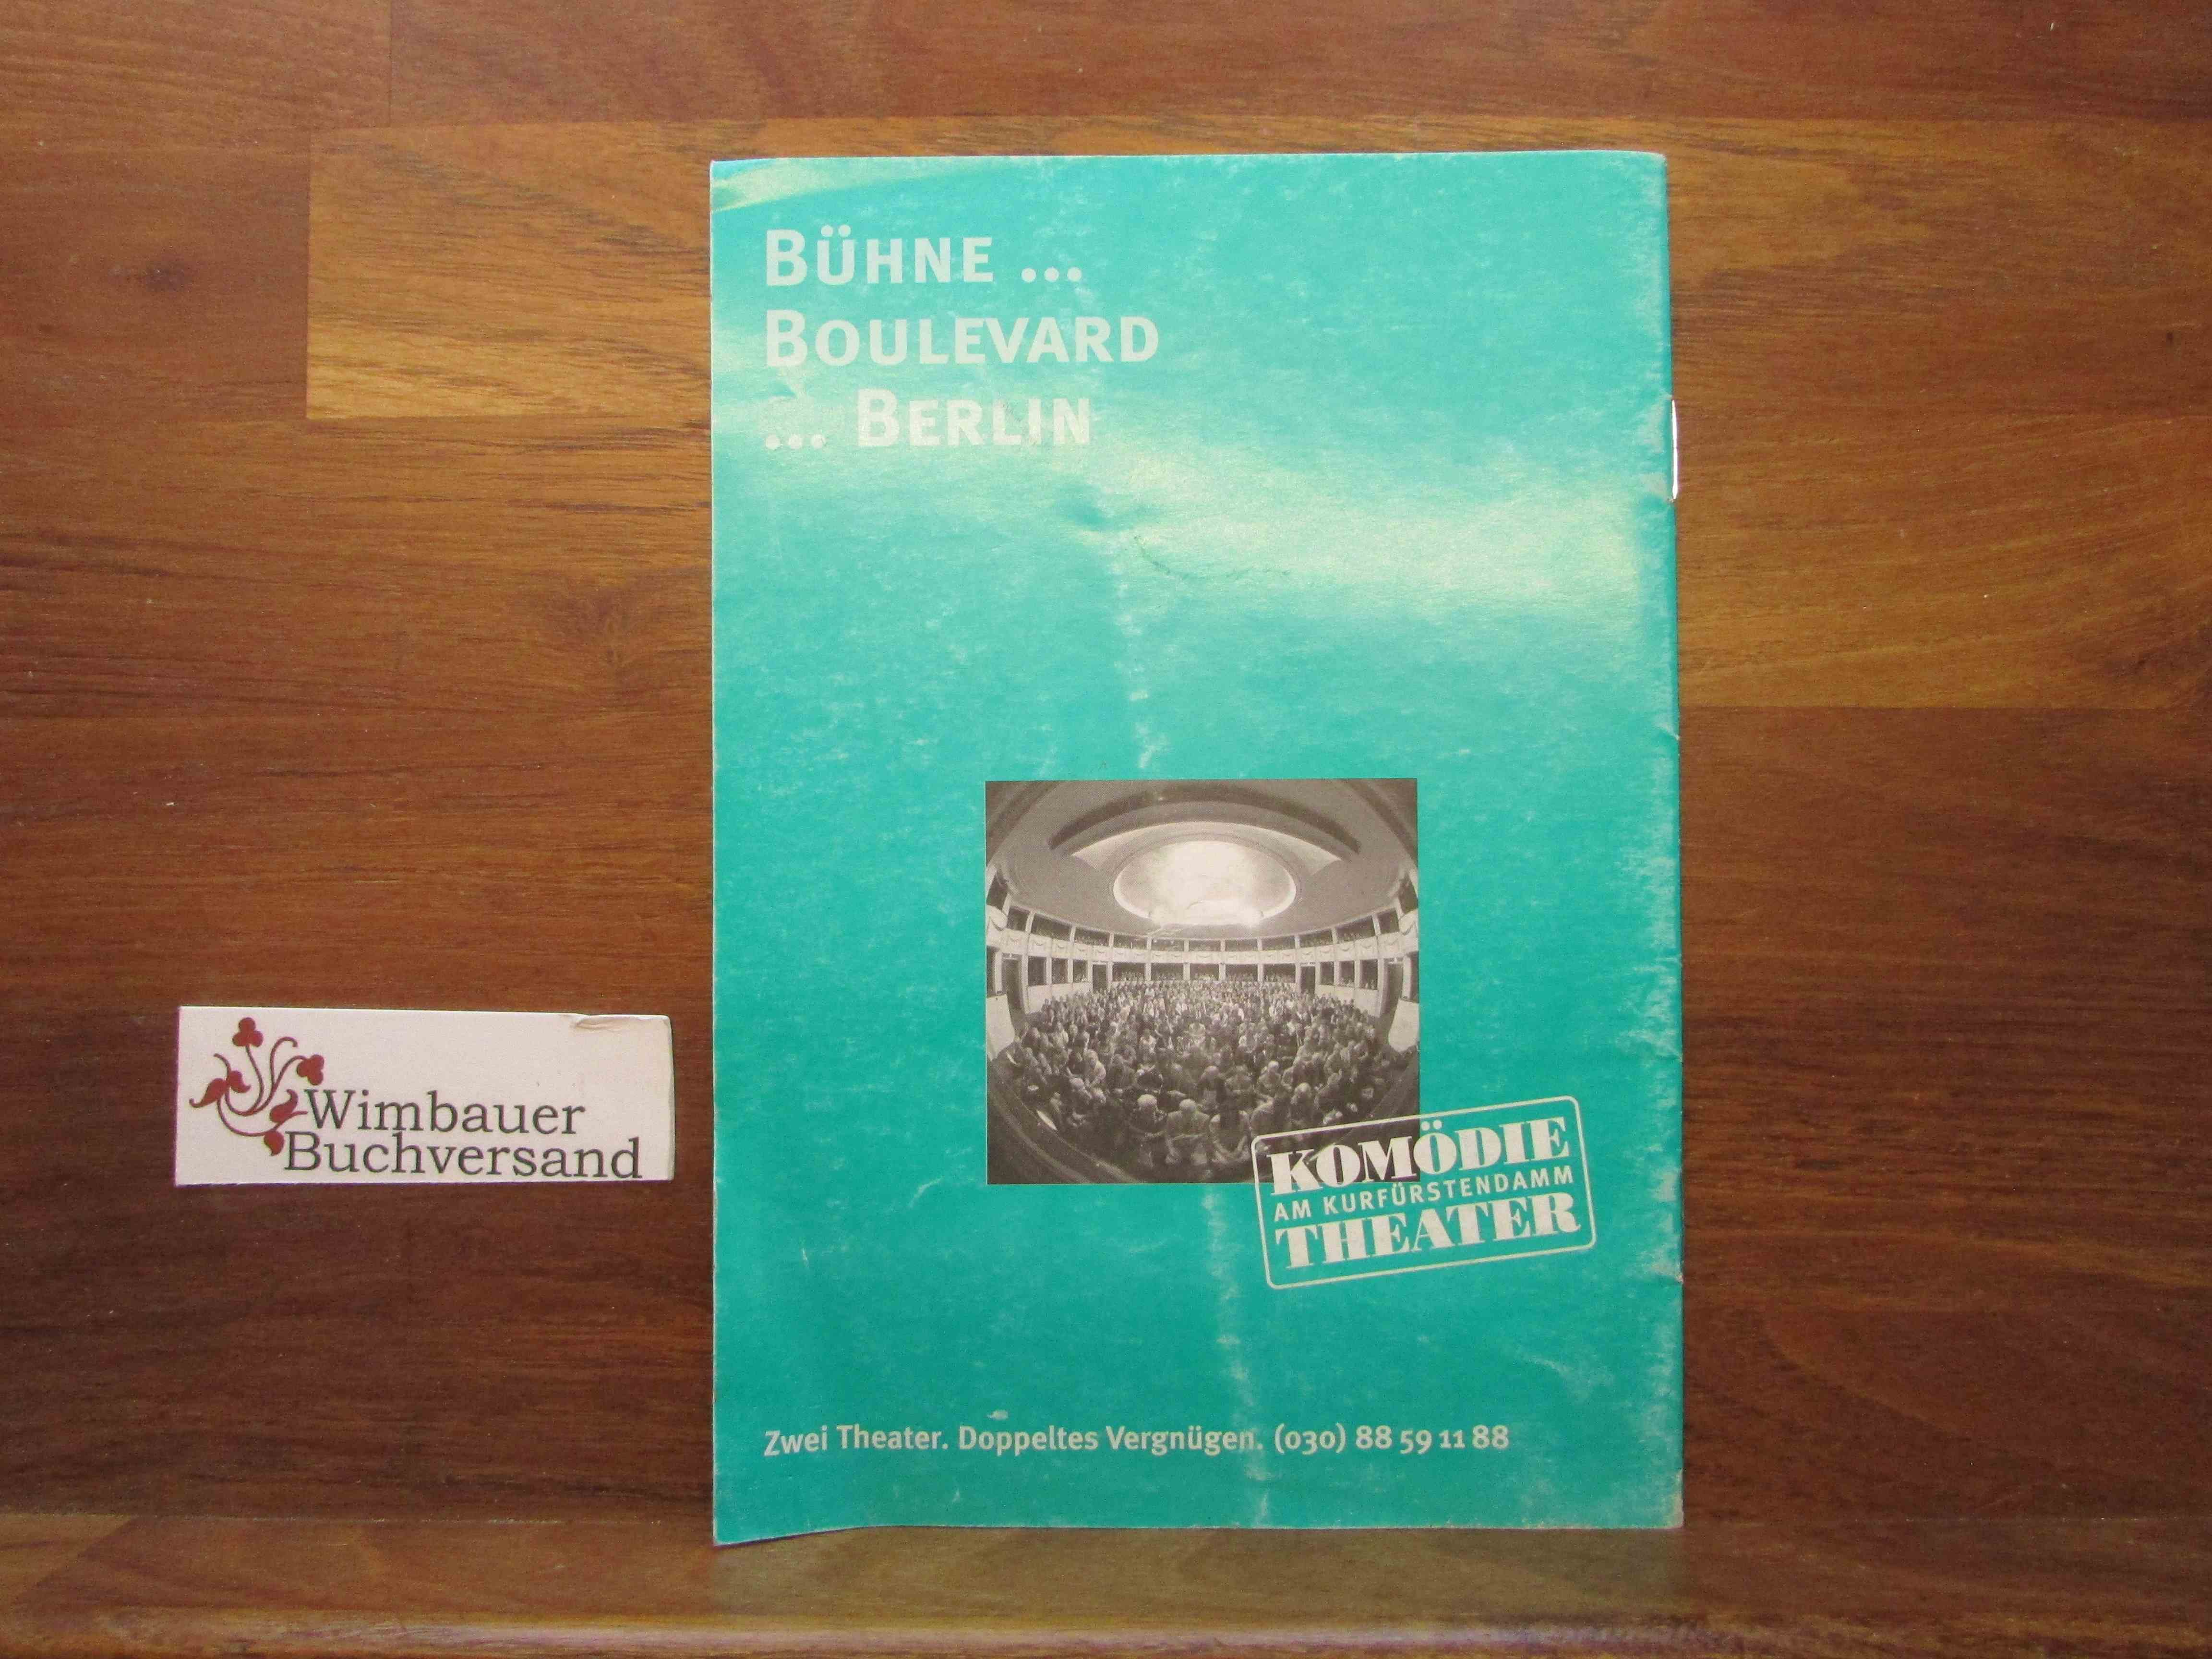 BÜHNE ...
BOULEVARD
... BERLIN
Wimbauer
Buchversand
KOMÖDIE
AM KURFÜRSTENDAMM
THEATER
Zwei Theater. Doppeltes Vergnügen. (030) 88 59 11 88